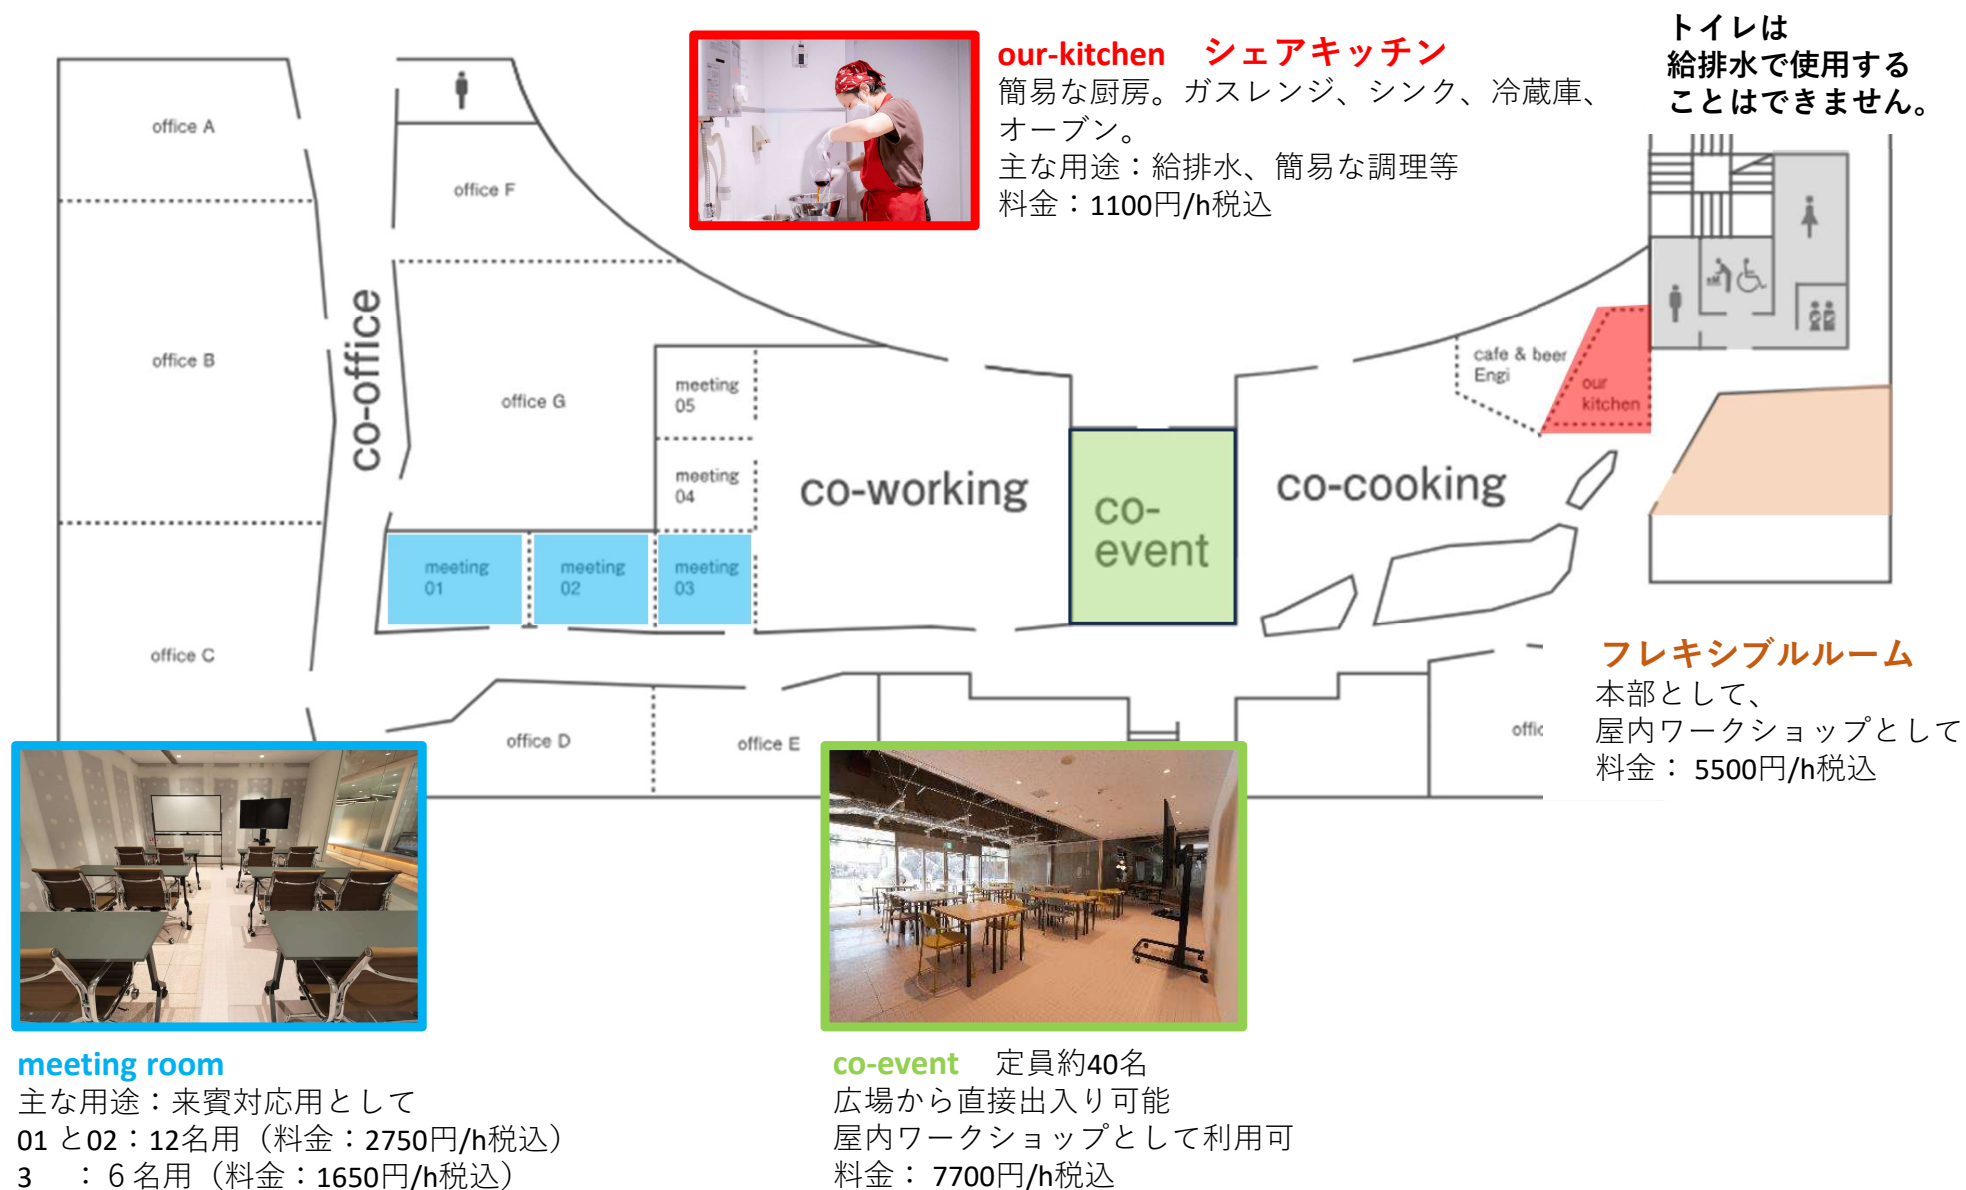 our-kitchen　シェアキッチン
簡易な厨房。ガスレンジ、シンク、冷蔵庫、
オーブン。
主な用途：給排水、簡易な調理等
料金：1100円/h税込
トイレは
給排水で使用する
ことはできません。
office A
office F
office B
co-office
office G
meeting
05
meeting
04
meeting
01
meeting
02
meeting
03
co-working
co-
event
co-cooking
cafe & beer
Engi
our
kitchen
office C
office D
office E
offic
フレキシブルルーム
本部として、
屋内ワークショップとして
料金： 5500円/h税込
meeting room
主な用途：来賓対応用として
01 と02：12名用（料金：2750円/h税込）
3　：６名用（料金：1650円/h税込）
co-event　定員約40名
広場から直接出入り可能
屋内ワークショップとして利用可
料金： 7700円/h税込